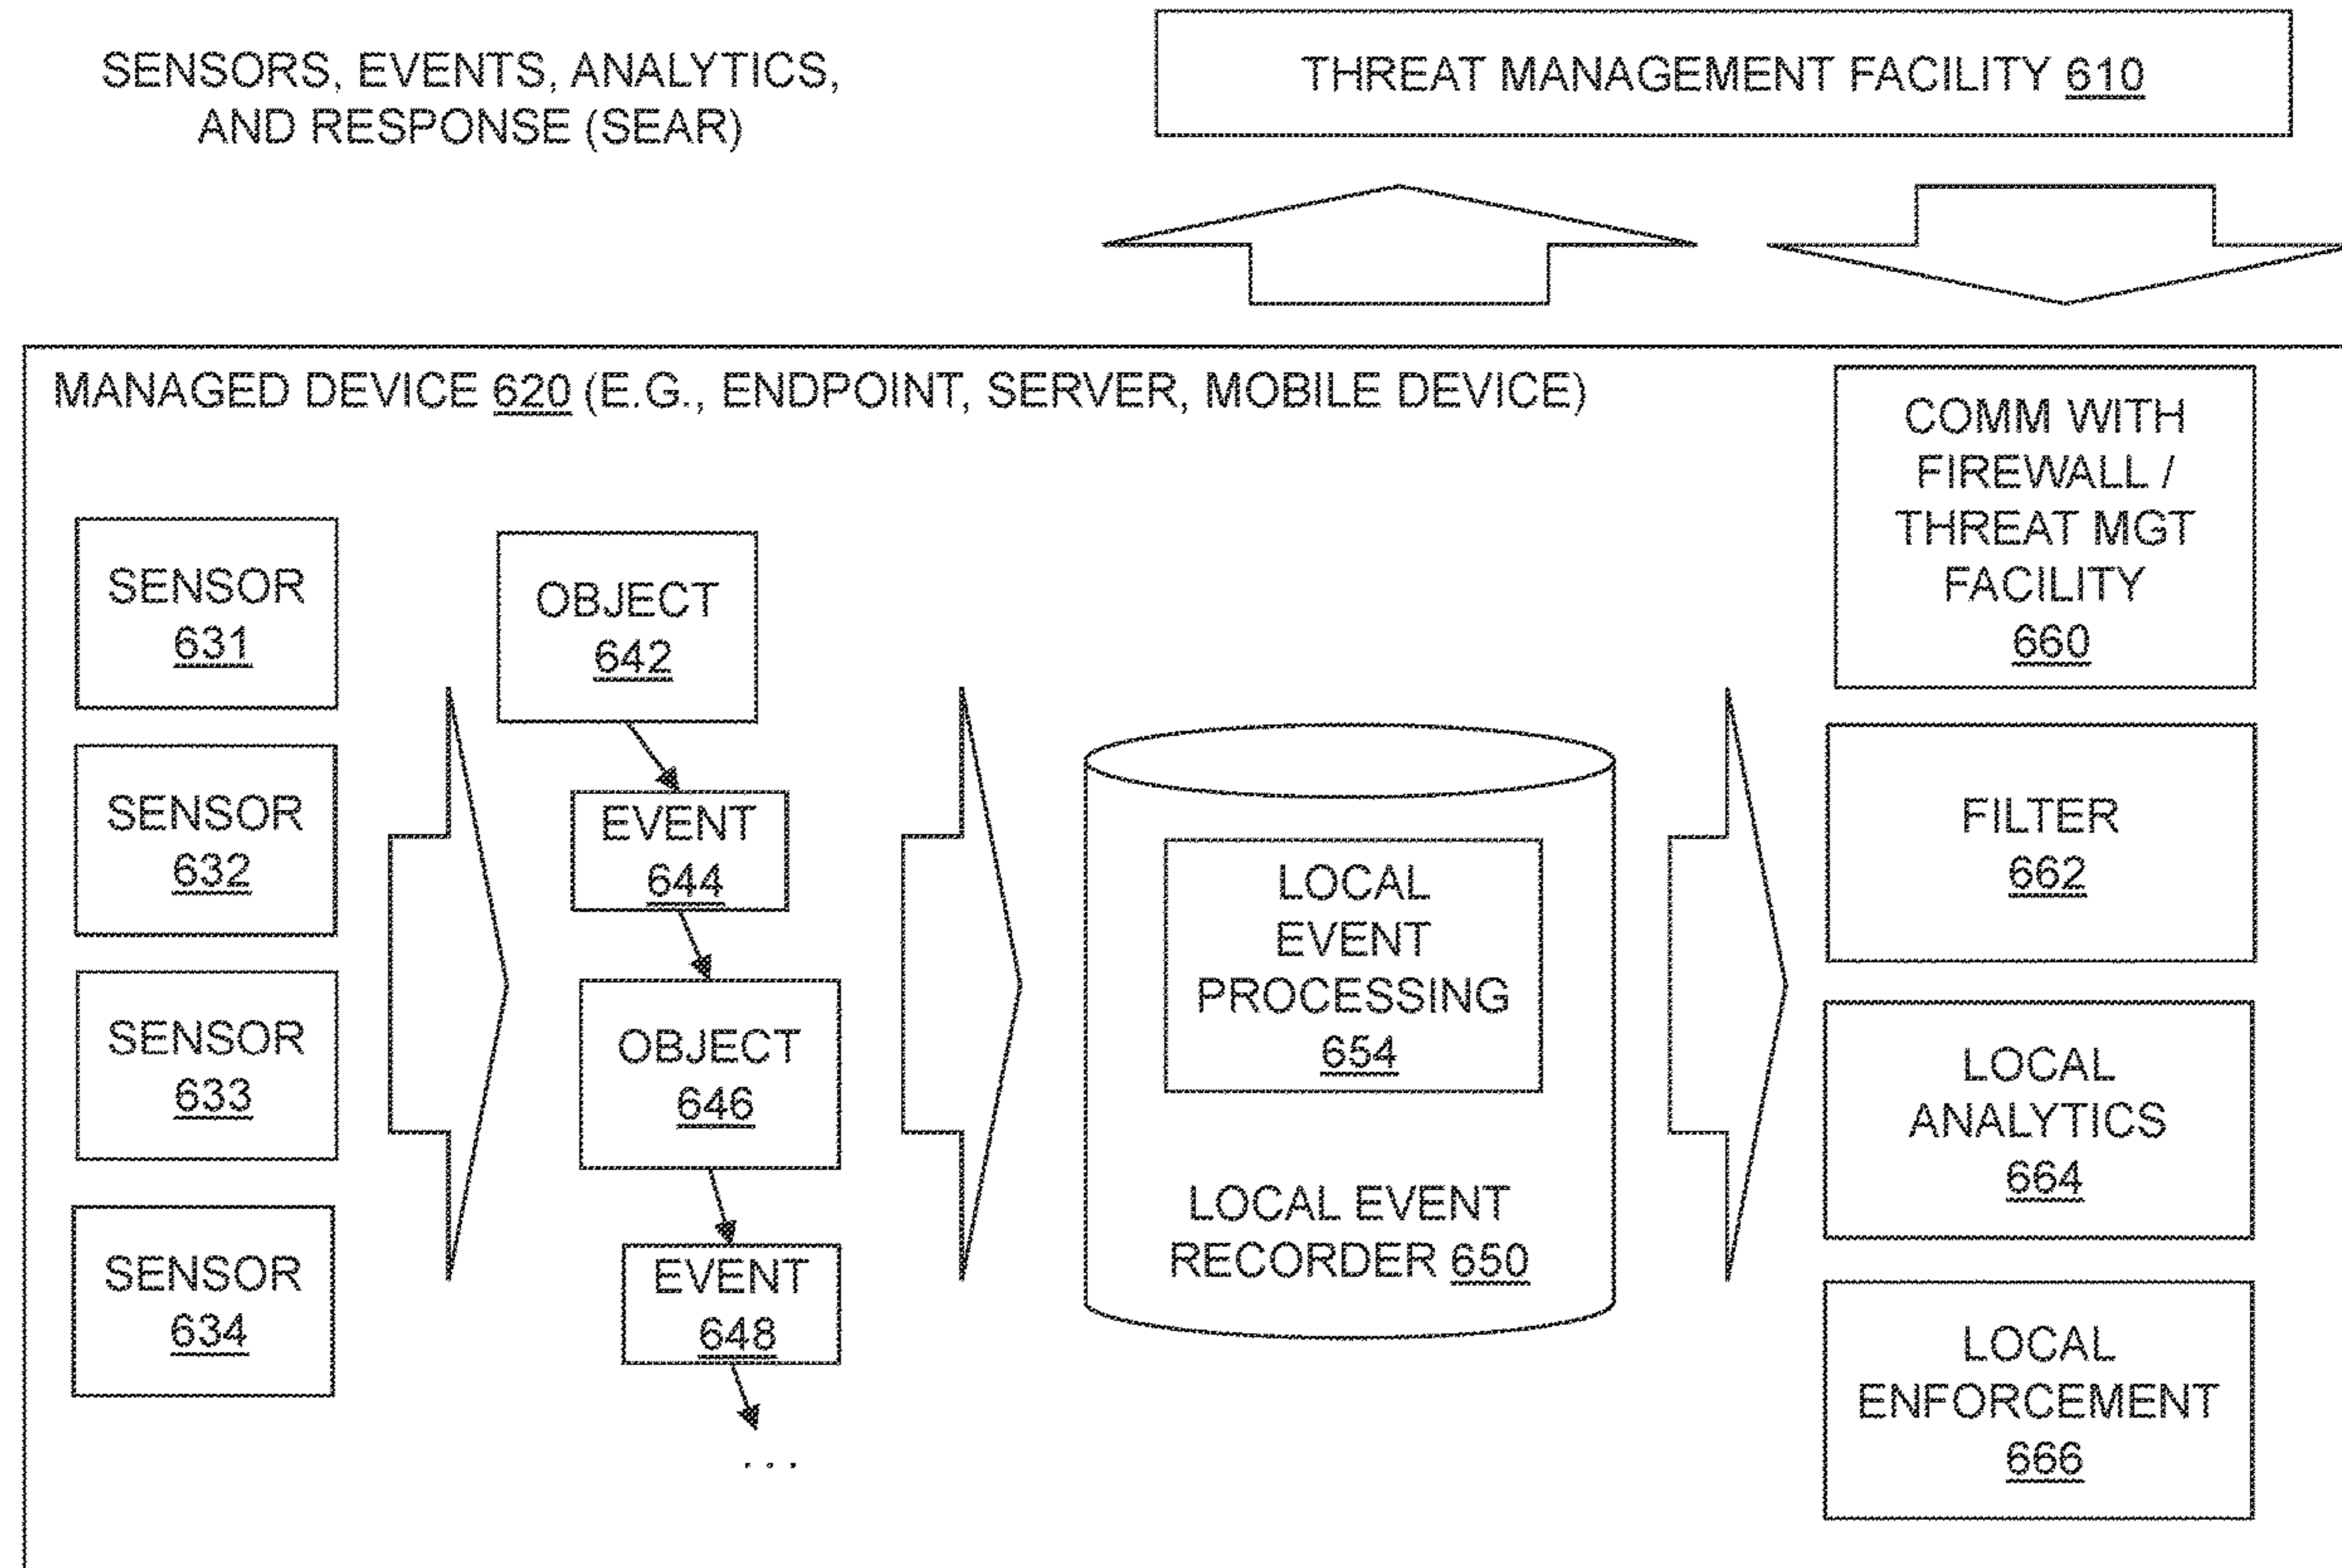 SENSORS, EVENTS, ANALYTICS,
AND RESPONSE (SEAR)
THREAT MANAGEMENT FACILITY 610
MANAGED DEVICE 620 (E.G., ENDPOINT, SERVER, MOBILE DEVICE)
SENSOR
631
SENSOR
632
SENSOR
633
SENSOR
634
OBJECT
642
EVENT
644
OBJECT
646
EVENT
648
...
LOCAL
EVENT
PROCESSING
654
LOCAL EVENT
RECORDER 650
COMM WITH
FIREWALL /
THREAT MGT
FACILITY
660
FILTER
662
LOCAL
ANALYTICS
664
LOCAL
ENFORCEMENT
666